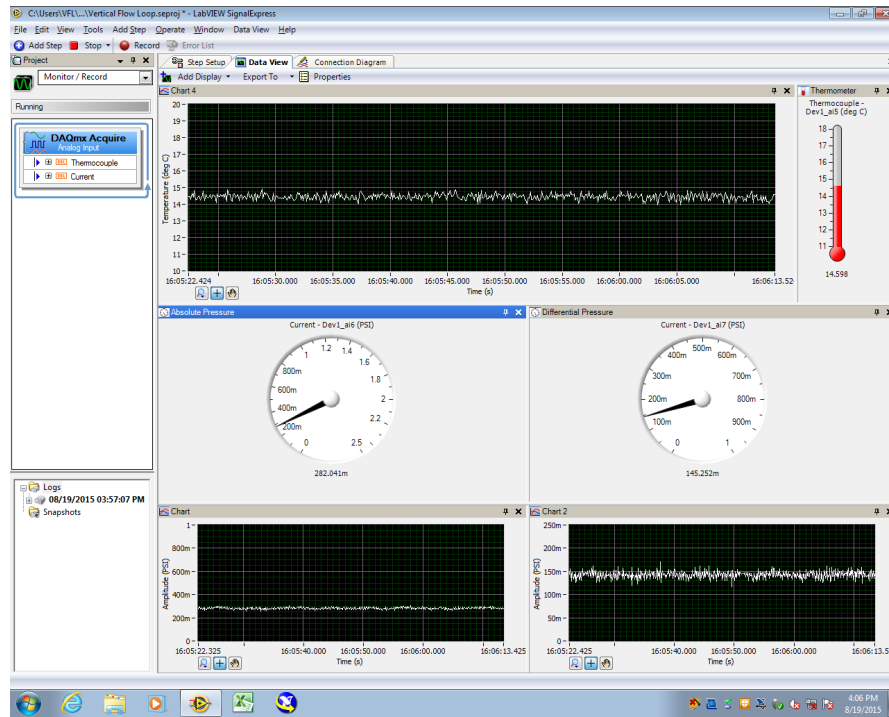 C:\Users\VFL\...\Vertical Flow Loop.seproj * - LabVIEW SignalExpress
File Edit View Tools Add Step Operate Window Data View Help
Add Step Stop Record Error List
Project
Monitor / Record
Running
DAQmx Acquire
Analog Input
Thermocouple
Current
Logs
08/19/2015 03:57:07 PM
Snapshots
Step Setup Data View Connection Diagram
Add Display Export To Properties
Chart 4
Temperature (deg C)
20
19
18
17
16
15
14
13
12
11
10
16:05:22.424 16:05:30.000 16:05:35.000 16:05:40.000 16:05:45.000 16:05:50.000 16:05:55.000 16:06:00.000 16:06:05.000 16:06:13.52
Time (s)
Thermometer
Thermocouple -
Dev1_ai5 (deg C)
18
17
16
15
14
13
12
11
14.598
Absolute Pressure
Current - Dev1_ai6 (PSI)
0
200m
400m
600m
800m
1
1.2
1.4
1.6
1.8
2
2.2
2.5
282.041m
Differential Pressure
Current - Dev1_ai7 (PSI)
0
100m
200m
300m
400m
500m
600m
700m
800m
900m
1
145.252m
Chart
Amplitude (PSI)
1
800m
600m
400m
200m
0
16:05:22.325 16:05:40.000 16:05:50.000 16:06:00.000 16:06:13.425
Time (s)
Chart 2
Amplitude (PSI)
250m
200m
150m
100m
50m
0
16:05:22.425 16:05:40.000 16:05:50.000 16:06:00.000 16:06:13.5
Time (s)
4:06 PM
8/19/2015